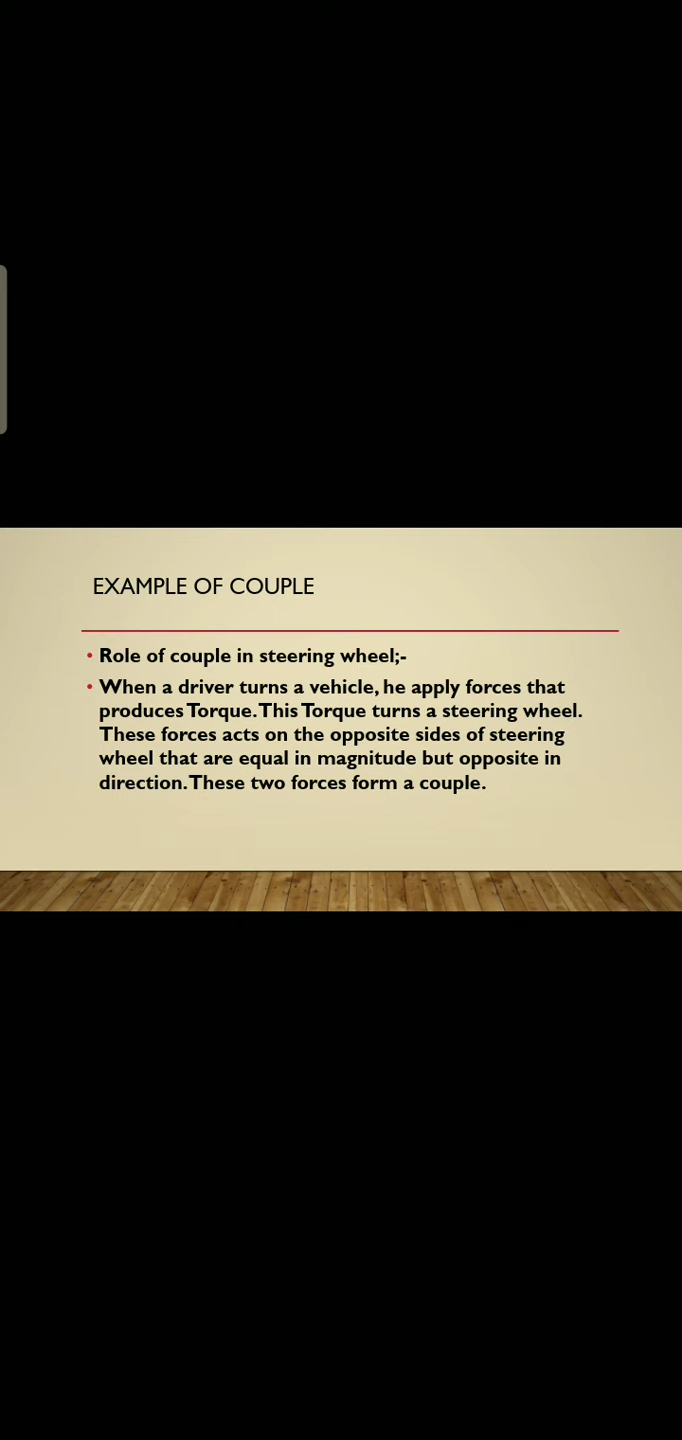 EXAMPLE OF COUPLE
• Role of couple in steering wheel;-
• When a driver turns a vehicle, he apply forces that
produces Torque. This Torque turns a steering wheel.
These forces acts on the opposite sides of steering
wheel that are equal in magnitude but opposite in
direction. These two forces form a couple.